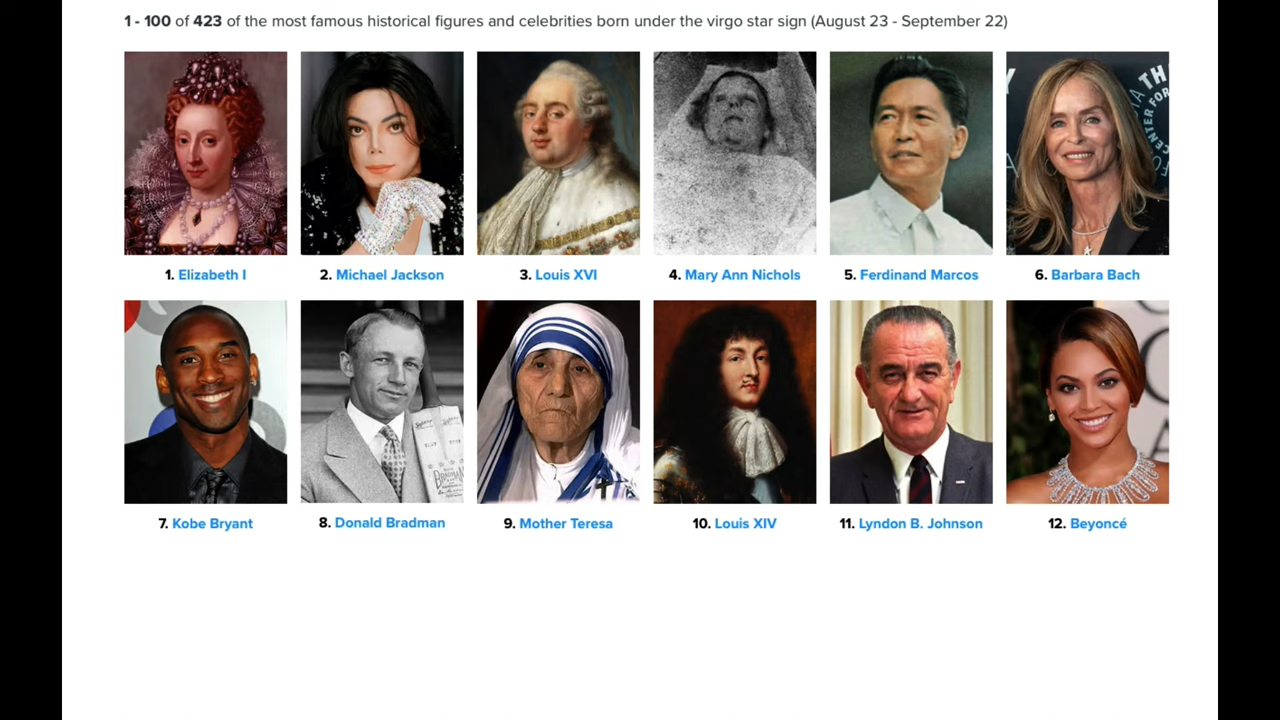 1 - 100 of 423 of the most famous historical figures and celebrities born under the virgo star sign (August 23 - September 22)
1. Elizabeth I
2. Michael Jackson
3. Louis XVI
4. Mary Ann Nichols
5. Ferdinand Marcos
6. Barbara Bach
7. Kobe Bryant
8. Donald Bradman
9. Mother Teresa
10. Louis XIV
11. Lyndon B. Johnson
12. Beyoncé